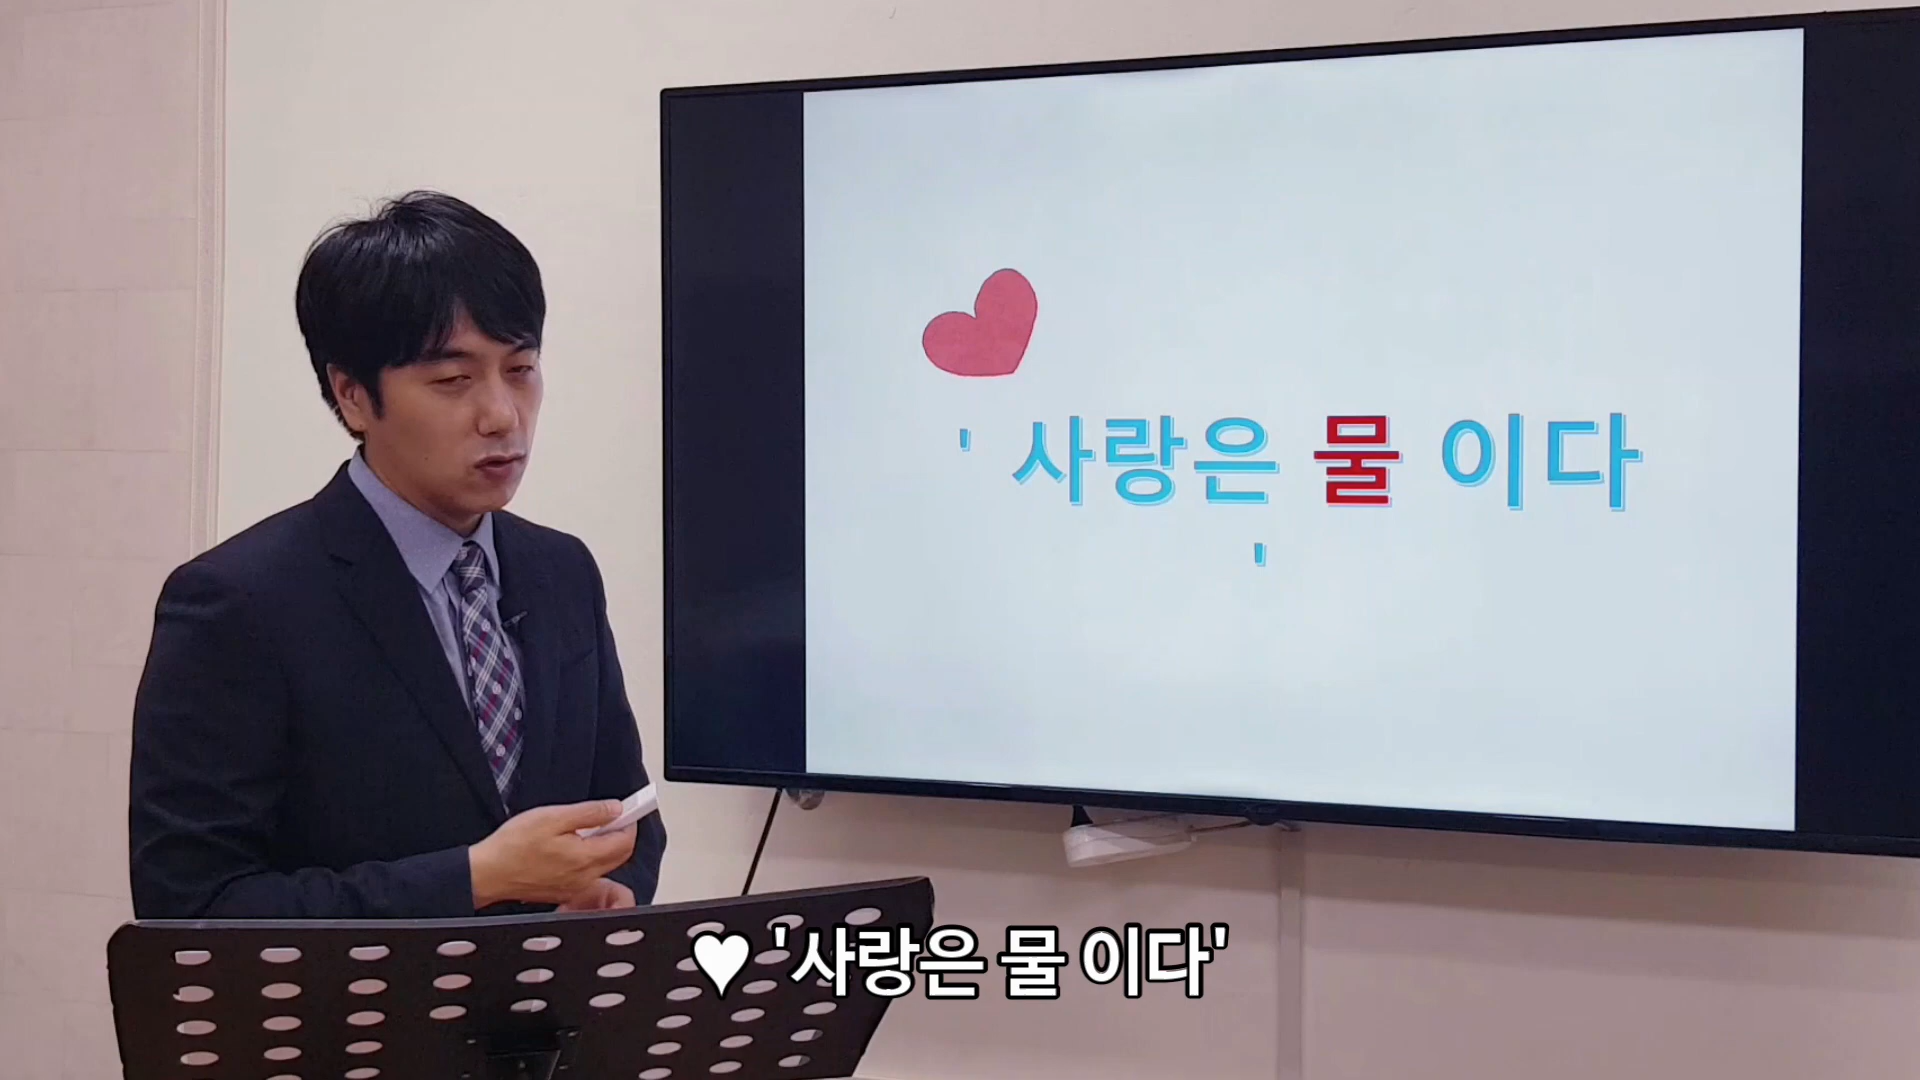 ' 사랑은 물 이다
'
♥ '사랑은 물 이다'